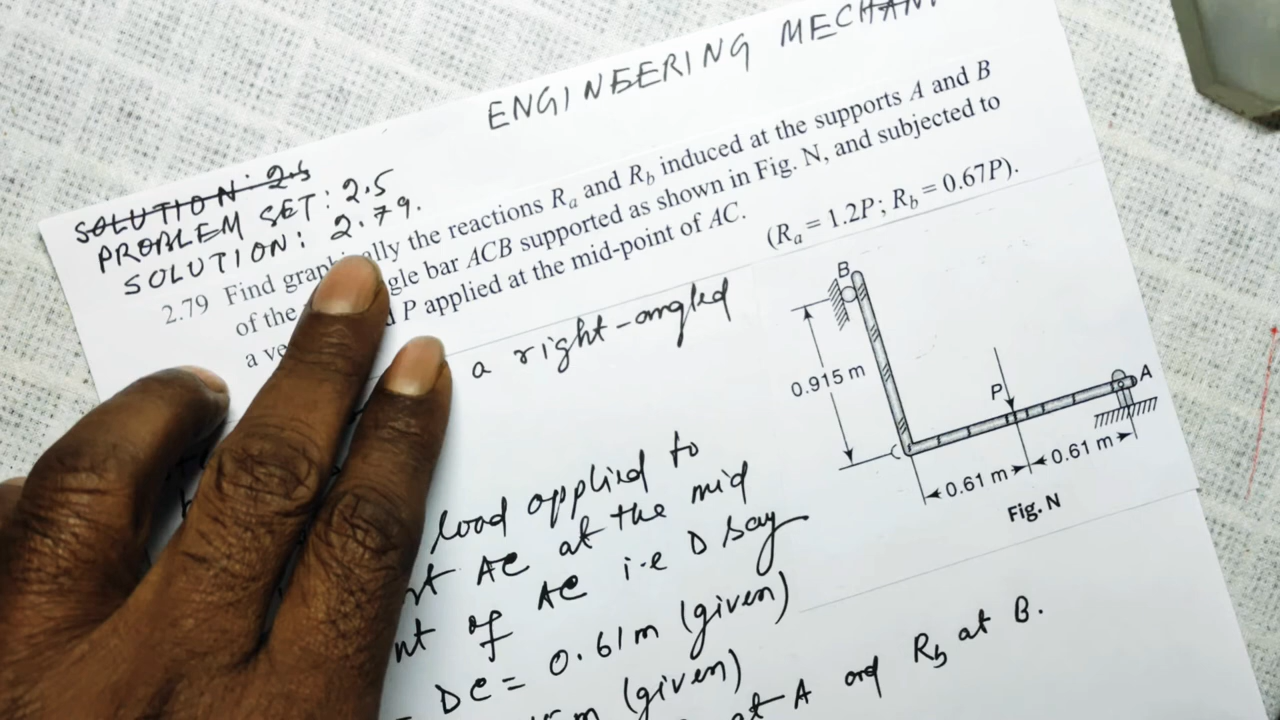 ENGINEERING MECHAN
SOLUTION: 2.5
PROBLEM SET: 2.5
SOLUTION: 2.79.
2.79 Find graphically the reactions Ra and Rb induced at the supports A and B
of the gle bar ACB supported as shown in Fig. N, and subjected to
a ve P applied at the mid-point of AC.
(Ra = 1.2P; Rb = 0.67P).
a right-angled
load applied to
AC at the mid
of AC i.e D say
DC = 0.61m (given)
m (given)
at A and Rb at B.
B
0.915 m
P
A
0.61 m
0.61 m
Fig. N